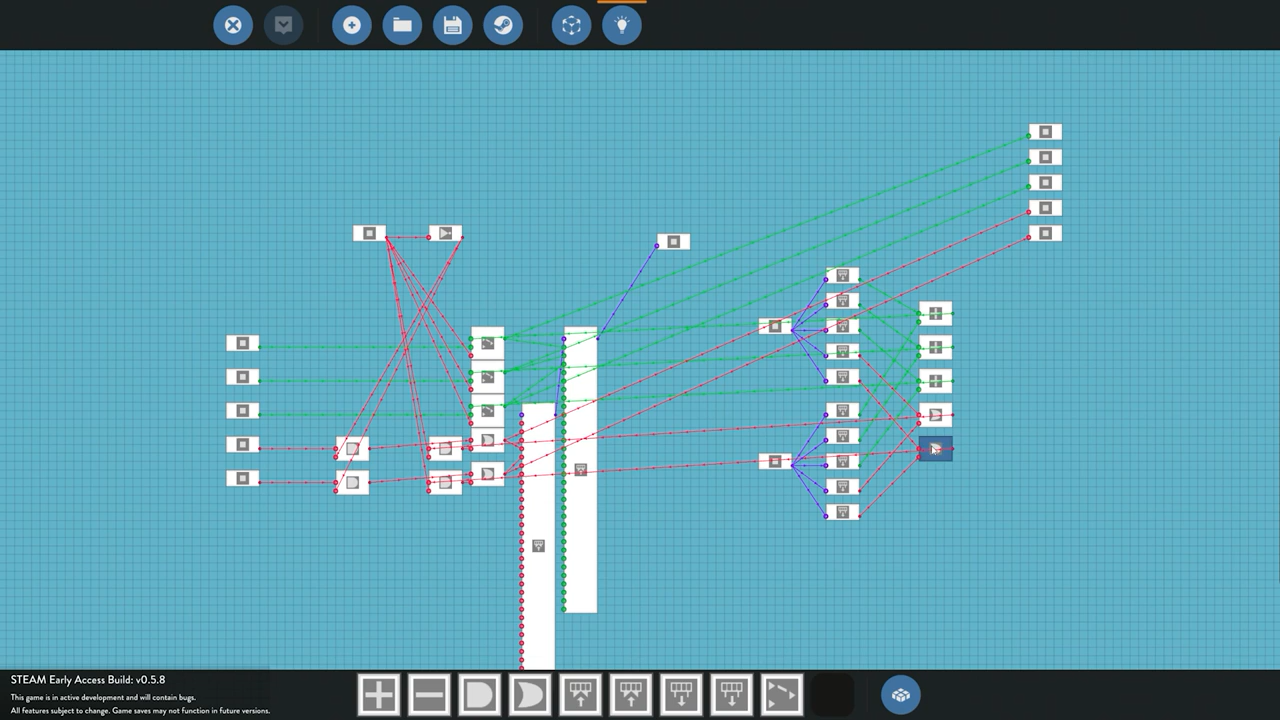 STEAM Early Access Build: v0.5.8
This game is in active development and will contain bugs.
All features subject to change. Game saves may not function in future versions.